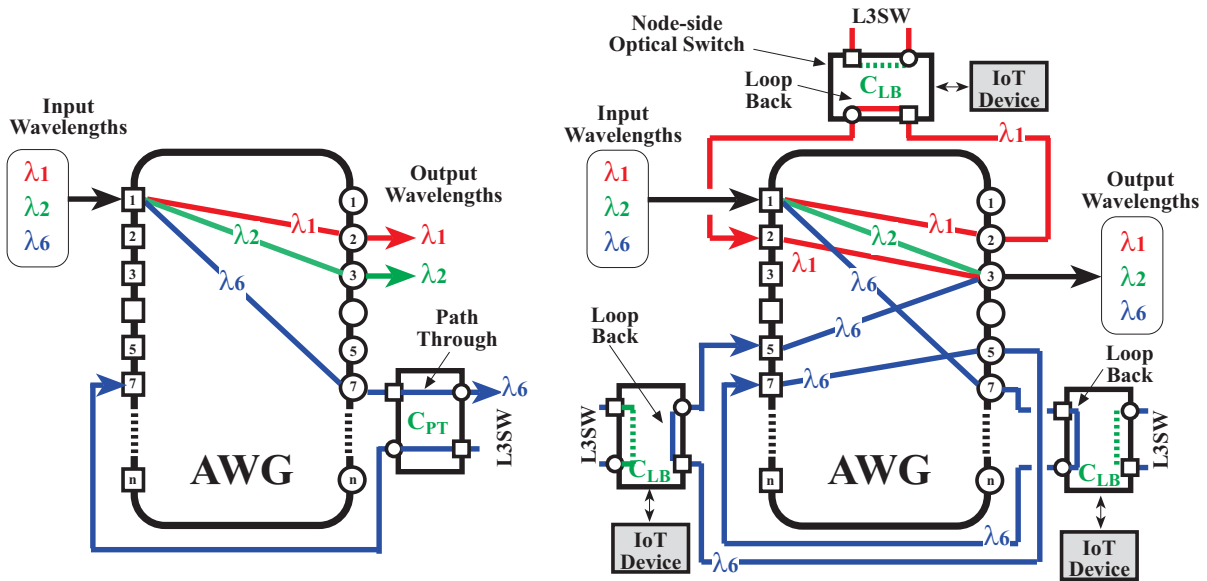 Input
Wavelengths
λ1
λ2
λ6
1
2
3
5
7
n
λ1
λ2
λ6
AWG
1
2
3
5
7
n
Output
Wavelengths
λ1
λ2
Path
Through
λ6
CPT
L3SW
L3SW
Node-side
Optical Switch
Loop
Back
CLB
IoT
Device
Input
Wavelengths
λ1
λ2
λ6
λ1
1
2
3
5
7
n
λ1
λ2
λ1
λ6
λ6
λ6
AWG
1
2
3
5
7
n
Output
Wavelengths
λ1
λ2
λ6
Loop
Back
L3SW
CLB
IoT
Device
Loop
Back
CLB
L3SW
IoT
Device
λ6
λ6